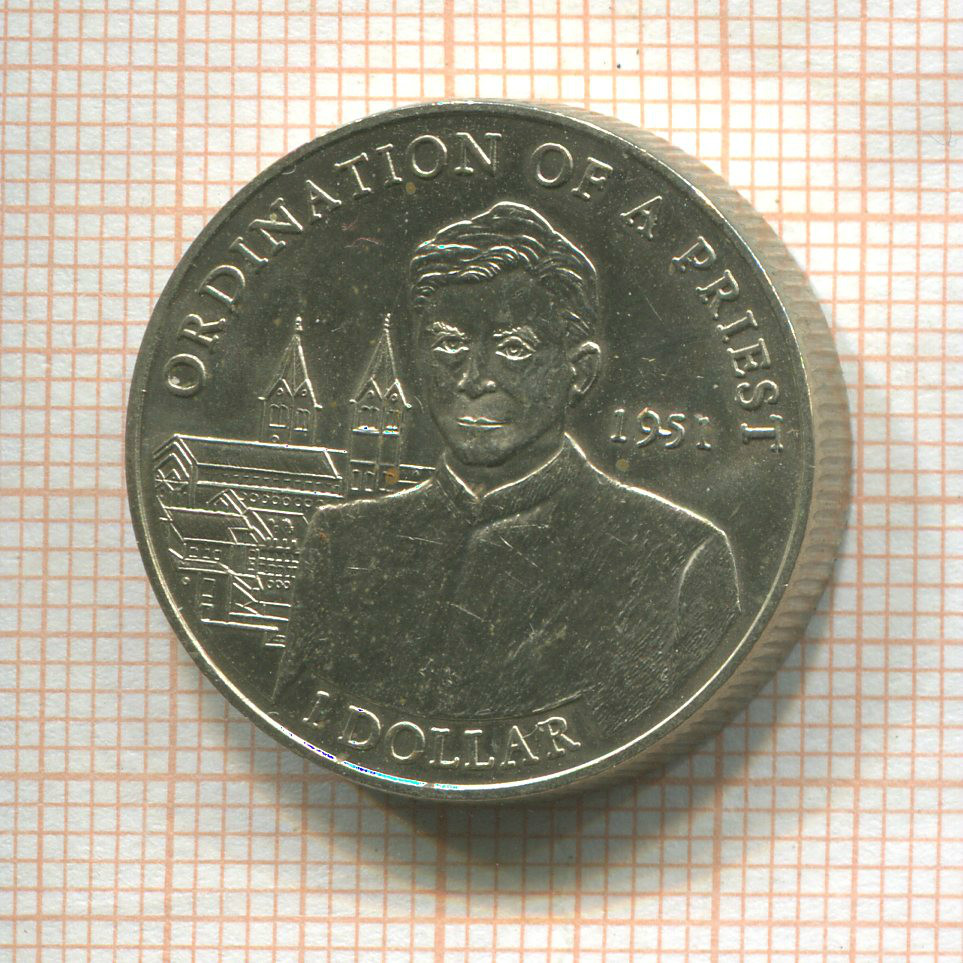 ORDINATION OF A PRIEST
1951
1 DOLLAR